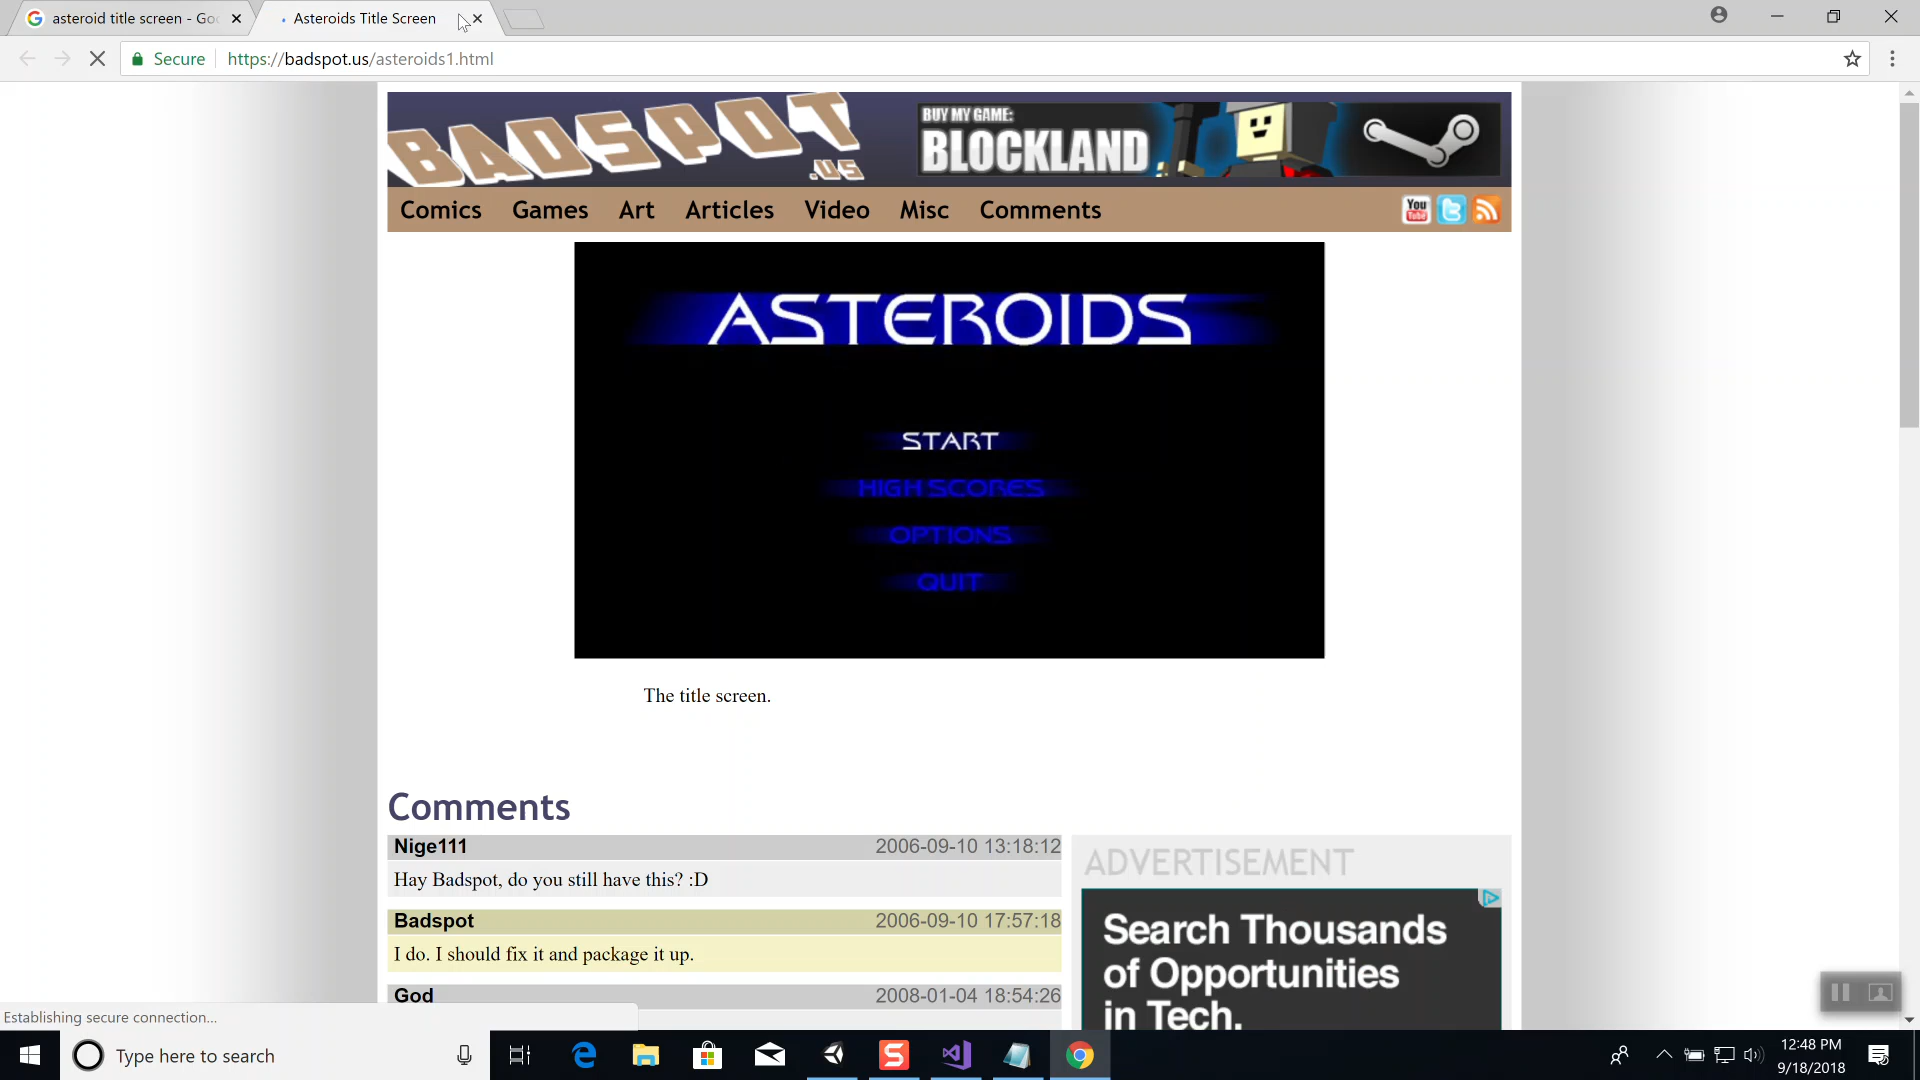 asteroid title screen - Go
Asteroids Title Screen
Secure
https://badspot.us/asteroids1.html
BADSPOT
.US
BUY MY GAME:
BLOCKLAND
Comics
Games
Art
Articles
Video
Misc
Comments
You
Tube
ASTEROIDS
START
HIGH SCORES
OPTIONS
QUIT
The title screen.
Comments
Nige111
2006-09-10 13:18:12
Hay Badspot, do you still have this? :D
Badspot
2006-09-10 17:57:18
I do. I should fix it and package it up.
God
2008-01-04 18:54:26
ADVERTISEMENT
Search Thousands
of Opportunities
in Tech.
Establishing secure connection...
Type here to search
12:48 PM
9/18/2018